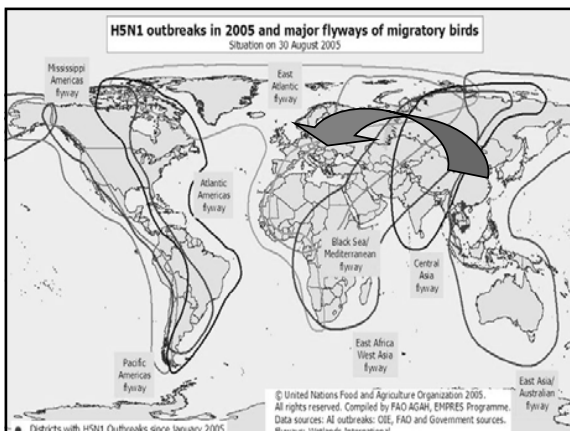 H5N1 outbreaks in 2005 and major flyways of migratory birds
Situation on 30 August 2005
Mississippi
Americas
flyway
East
Atlantic
flyway
Atlantic
Americas
flyway
Black Sea/
Mediterranean
flyway
Central
Asia
flyway
East Africa
West Asia
flyway
Pacific
Americas
flyway
East Asia/
Australian
flyway
© United Nations Food and Agriculture Organization 2005.
All rights reserved. Compiled by FAO AGAH, EMPRES Programme.
Data sources: AI outbreaks: OIE, FAO and Government sources.
Districts with H5N1 Outbreaks since January 2005